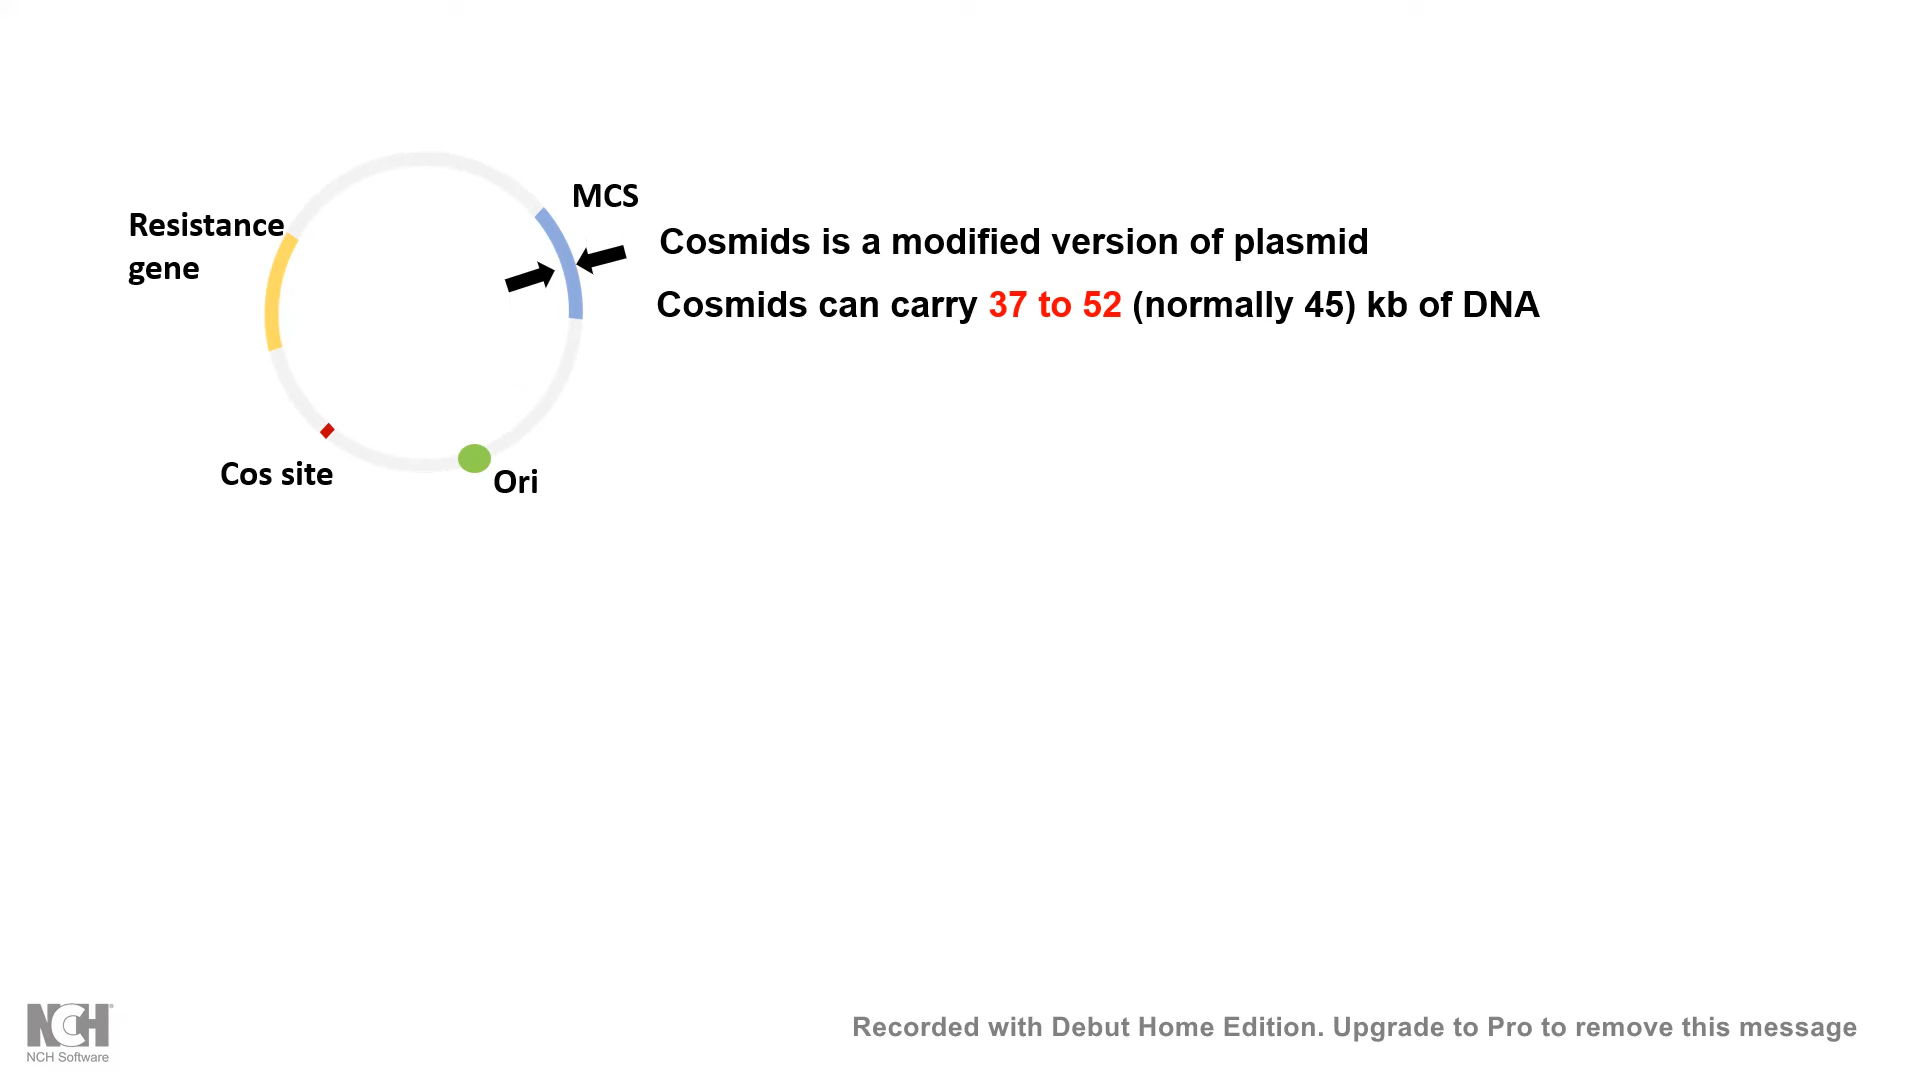 MCS
Resistance
gene
Cosmids is a modified version of plasmid
Cosmids can carry 37 to 52 (normally 45) kb of DNA
Cos site
Ori
NCH
NCH Software
Recorded with Debut Home Edition. Upgrade to Pro to remove this message